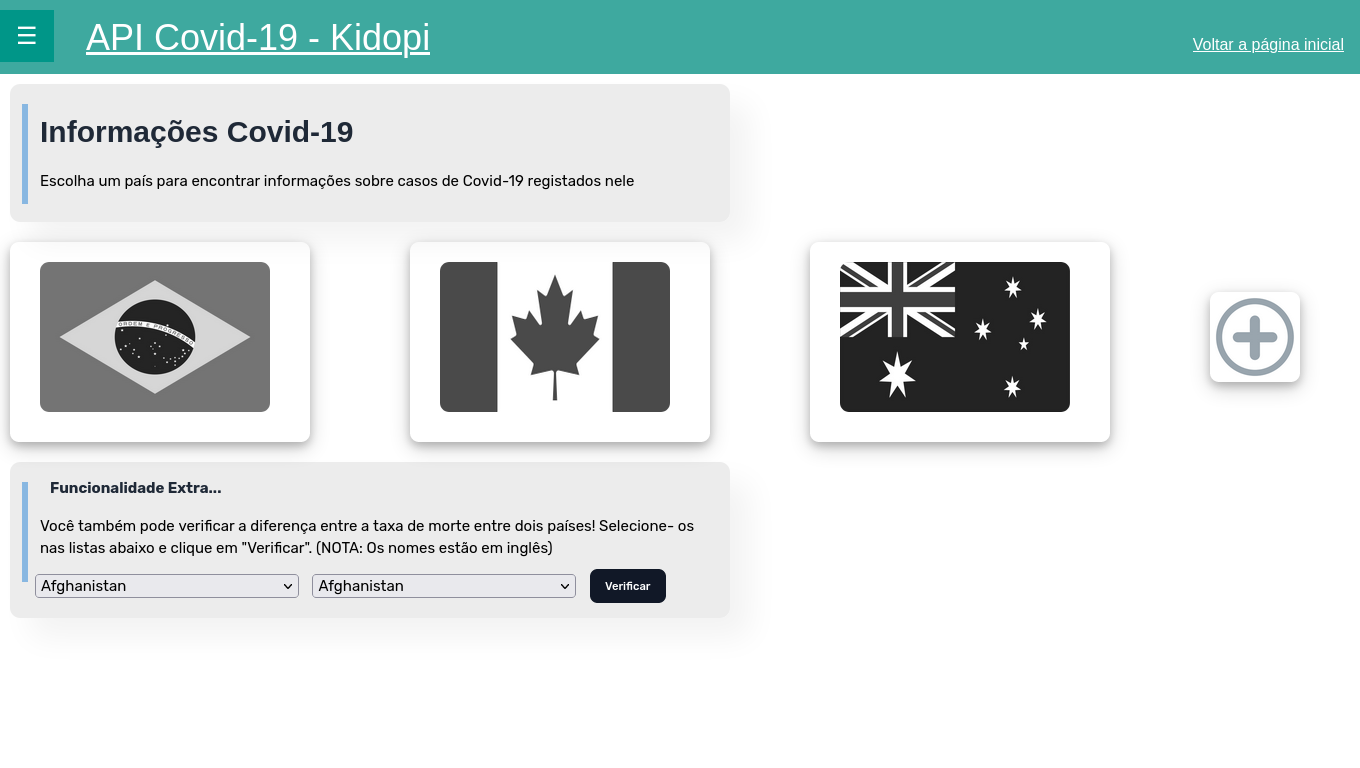 ☰
API Covid-19 - Kidopi
Voltar a página inicial
Informações Covid-19
Escolha um país para encontrar informações sobre casos de Covid-19 registados nele
ORDEM E PROGRESSO
Funcionalidade Extra...
Você também pode verificar a diferença entre a taxa de morte entre dois países! Selecione- os
nas listas abaixo e clique em "Verificar". (NOTA: Os nomes estão em inglês)
Afghanistan
Afghanistan
Verificar